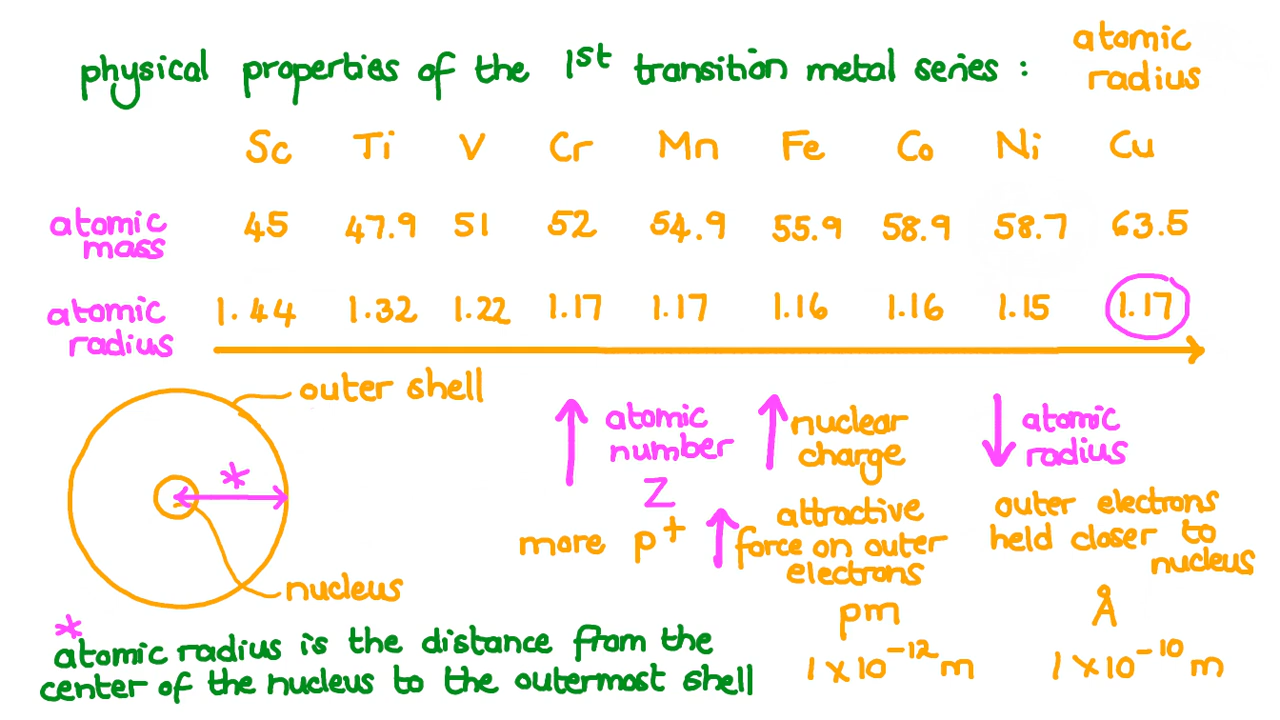 physical properties of the 1st transition metal series : atomic radius
Sc Ti V Cr Mn Fe Co Ni Cu
atomic mass 45 47.9 51 52 54.9 55.9 58.9 58.7 63.5
atomic radius 1.44 1.32 1.22 1.17 1.17 1.16 1.16 1.15 1.17
outer shell
*
nucleus
atomic
number
Z
more p+
nuclear
charge
attractive
force on outer
electrons
atomic
radius
outer electrons
held closer to
nucleus
pm
1 x 10⁻¹² m
Å
1 x 10⁻¹⁰ m
* atomic radius is the distance from the
center of the nucleus to the outermost shell